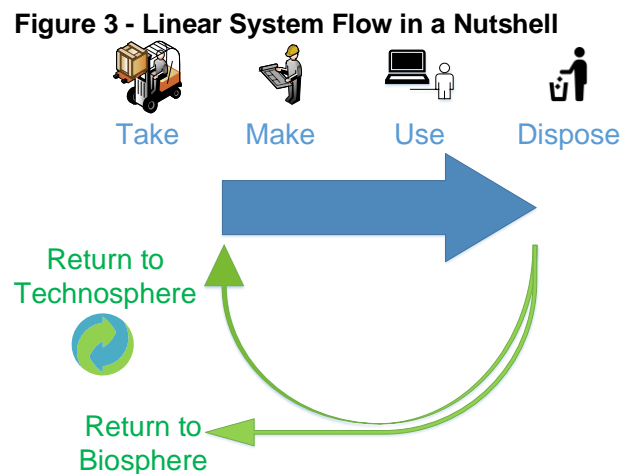 Figure 3 - Linear System Flow in a Nutshell
Take Make Use Dispose
Return to
Technosphere
Return to
Biosphere